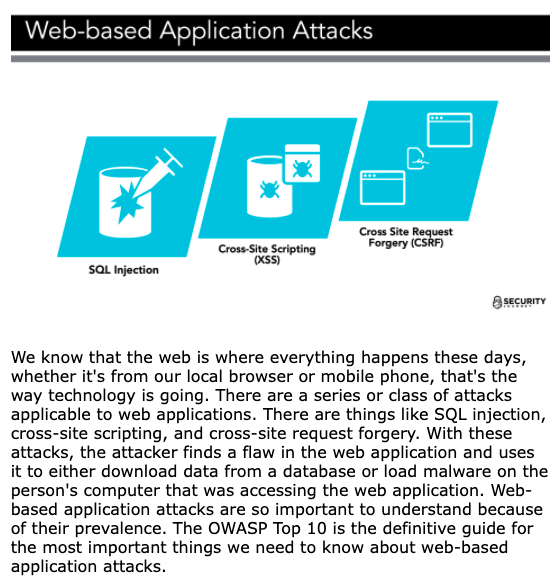 Web-based Application Attacks
SQL Injection
Cross-Site Scripting
(XSS)
Cross Site Request
Forgery (CSRF)
SECURITY
We know that the web is where everything happens these days,
whether it's from our local browser or mobile phone, that's the
way technology is going. There are a series or class of attacks
applicable to web applications. There are things like SQL injection,
cross-site scripting, and cross-site request forgery. With these
attacks, the attacker finds a flaw in the web application and uses
it to either download data from a database or load malware on the
person's computer that was accessing the web application. Web-
based application attacks are so important to understand because
of their prevalence. The OWASP Top 10 is the definitive guide for
the most important things we need to know about web-based
application attacks.